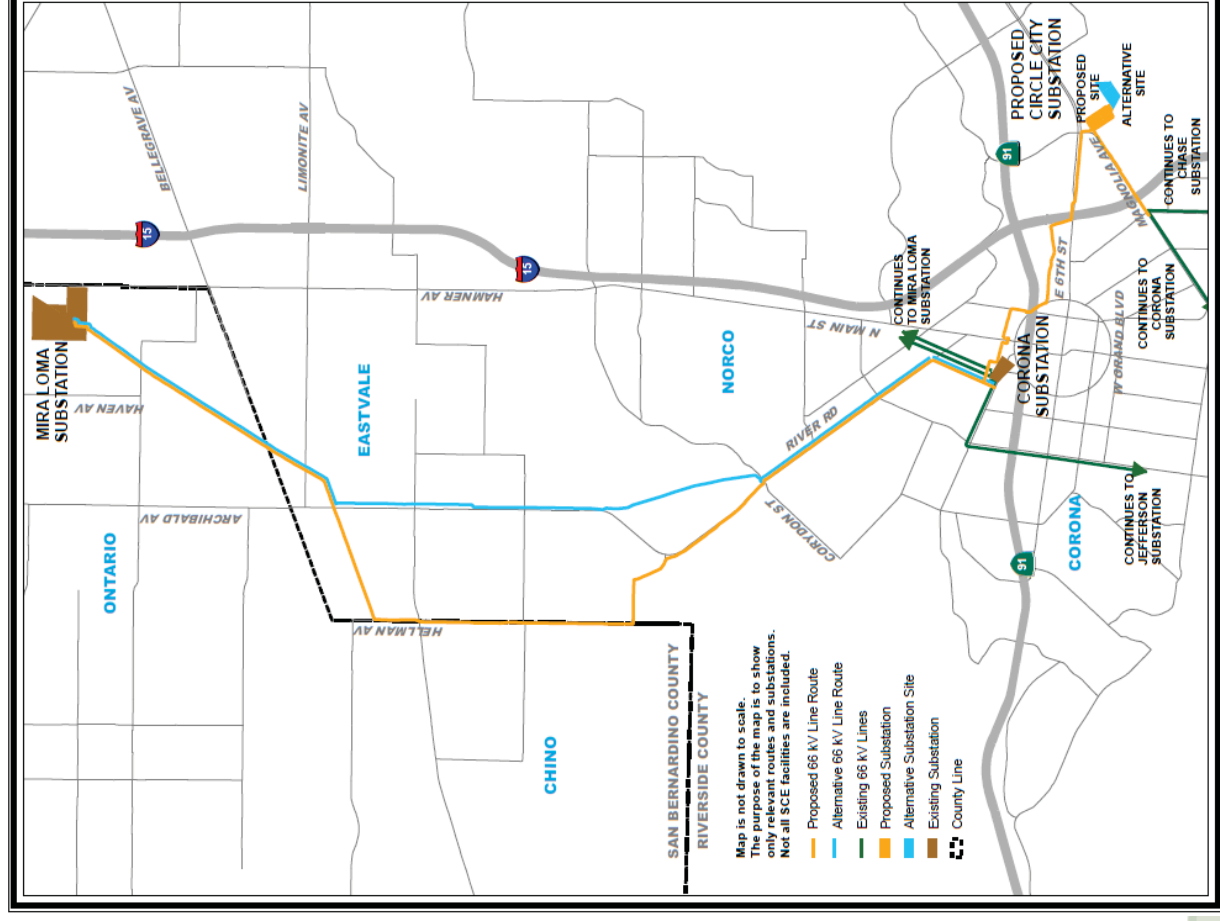 MIRA LOMA
SUBSTATION
HAVEN AV
ARCHIBALD AV
ONTARIO
BELLEGRAVE AV
LIMONITE AV
15
15
HAMNER AV
EASTVALE
HELLMAN AV
CHINO
SAN BERNARDINO COUNTY
RIVERSIDE COUNTY
NORCO
RIVER RD
CORYDON ST
N MAIN ST
CONTINUES
TO MIRA LOMA
SUBSTATION
PROPOSED
CIRCLE CITY
SUBSTATION
PROPOSED
SITE
ALTERNATIVE
SITE
91
MAGNOLIA AVE
CONTINUES TO
CHASE
SUBSTATION
E 6TH ST
CONTINUES TO
CORONA
SUBSTATION
W GRAND BLVD
CORONA
SUBSTATION
CORONA
CONTINUES TO
JEFFERSON
SUBSTATION
91
Map is not drawn to scale.
The purpose of the map is to show
only relevant routes and substations.
Not all SCE facilities are included.
Proposed 66 kV Line Route
Alternative 66 kV Line Route
Existing 66 kV Lines
Proposed Substation
Alternative Substation Site
Existing Substation
County Line